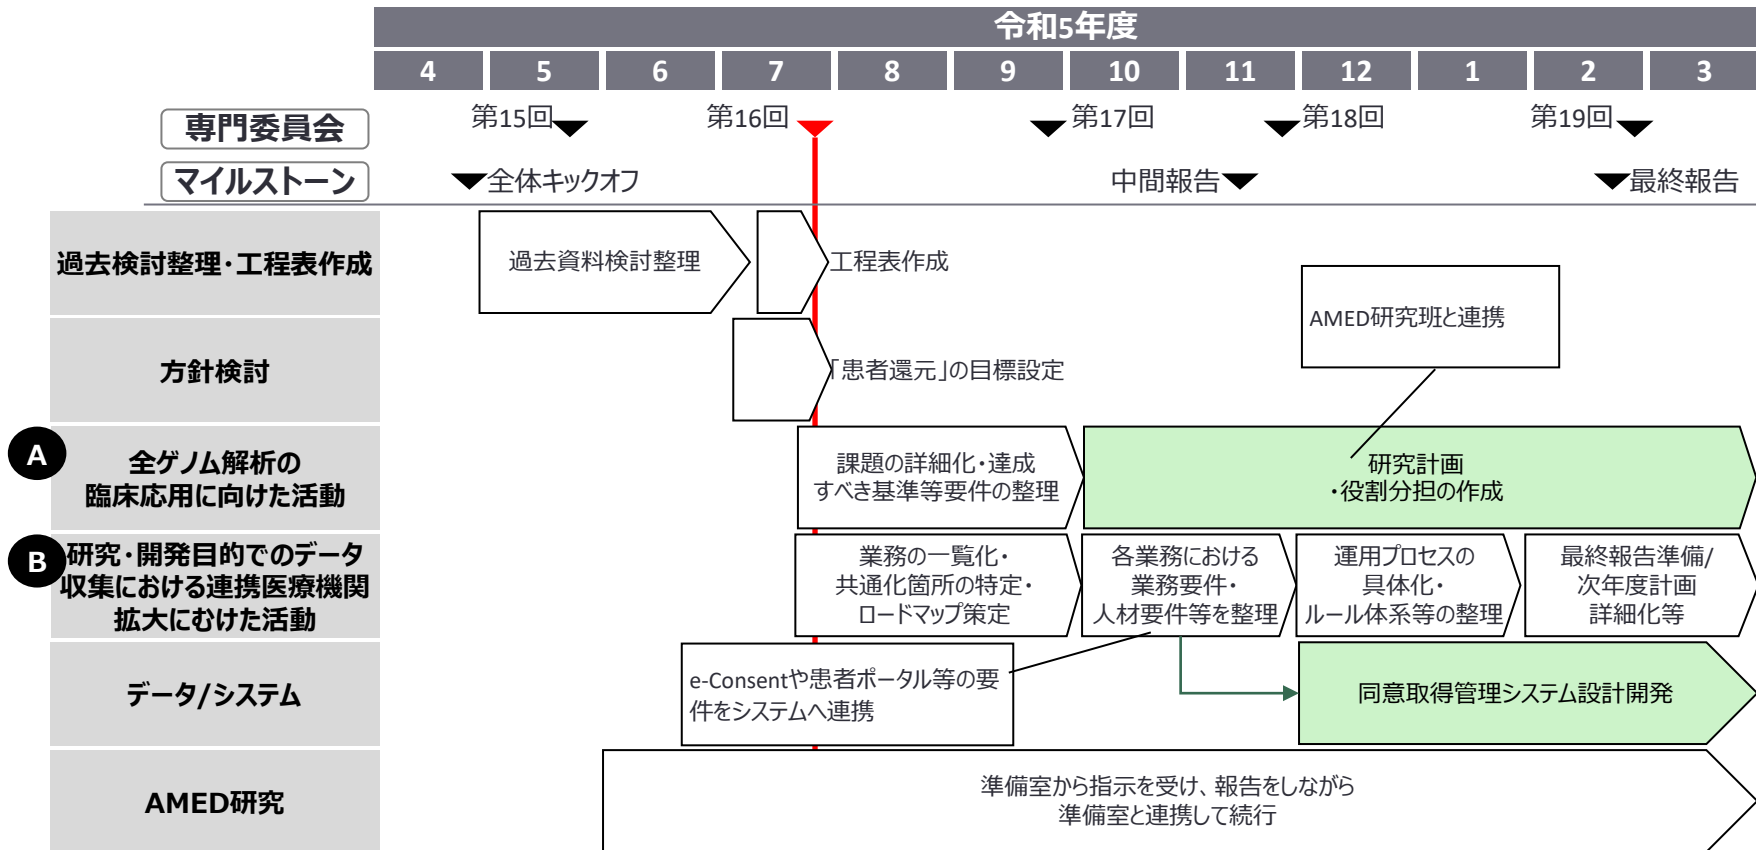 令和5年度
4 5 6 7 8 9 10 11 12 1 2 3
専門委員会
第15回 第16回 第17回 第18回 第19回
マイルストーン
全体キックオフ 中間報告 最終報告
過去検討整理・工程表作成
過去資料検討整理
工程表作成
AMED研究班と連携
方針検討
「患者還元」の目標設定
A
全ゲノム解析の
臨床応用に向けた活動
課題の詳細化・達成
すべき基準等要件の整理
研究計画
・役割分担の作成
B
研究・開発目的でのデータ
収集における連携医療機関
拡大にむけた活動
業務の一覧化・
共通化箇所の特定・
ロードマップ策定
各業務における
業務要件・
人材要件等を整理
運用プロセスの
具体化・
ルール体系等の整理
最終報告準備/
次年度計画
詳細化等
データ/システム
e-Consentや患者ポータル等の要
件をシステムへ連携
同意取得管理システム設計開発
AMED研究
準備室から指示を受け、報告をしながら
準備室と連携して続行